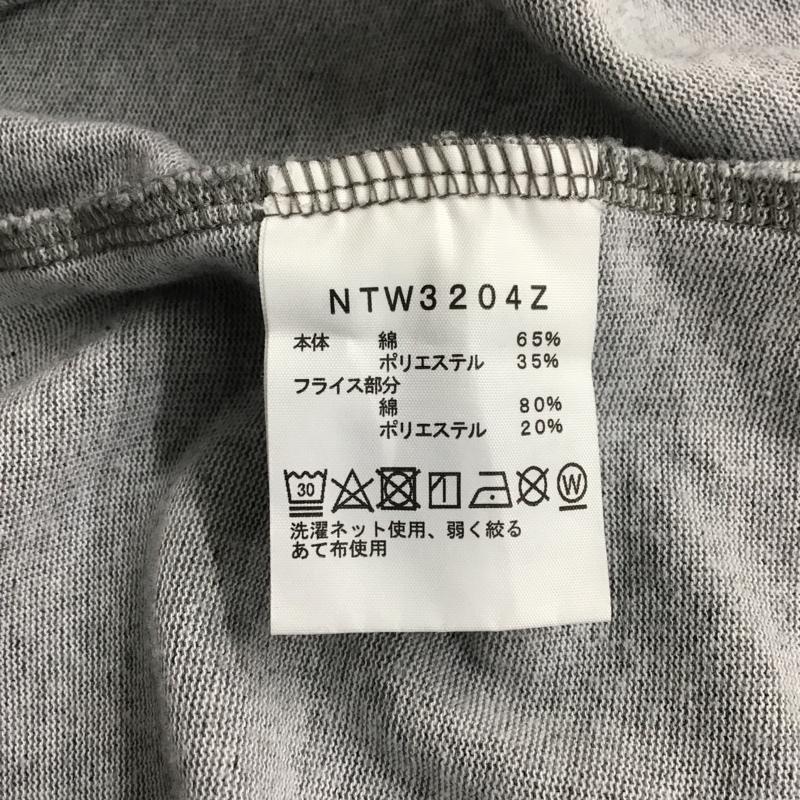 NTW3204Z
本体 綿 65%
ポリエステル 35%
フライス部分
綿 80%
ポリエステル 20%
30 W
洗濯ネット使用、弱く絞る
あて布使用